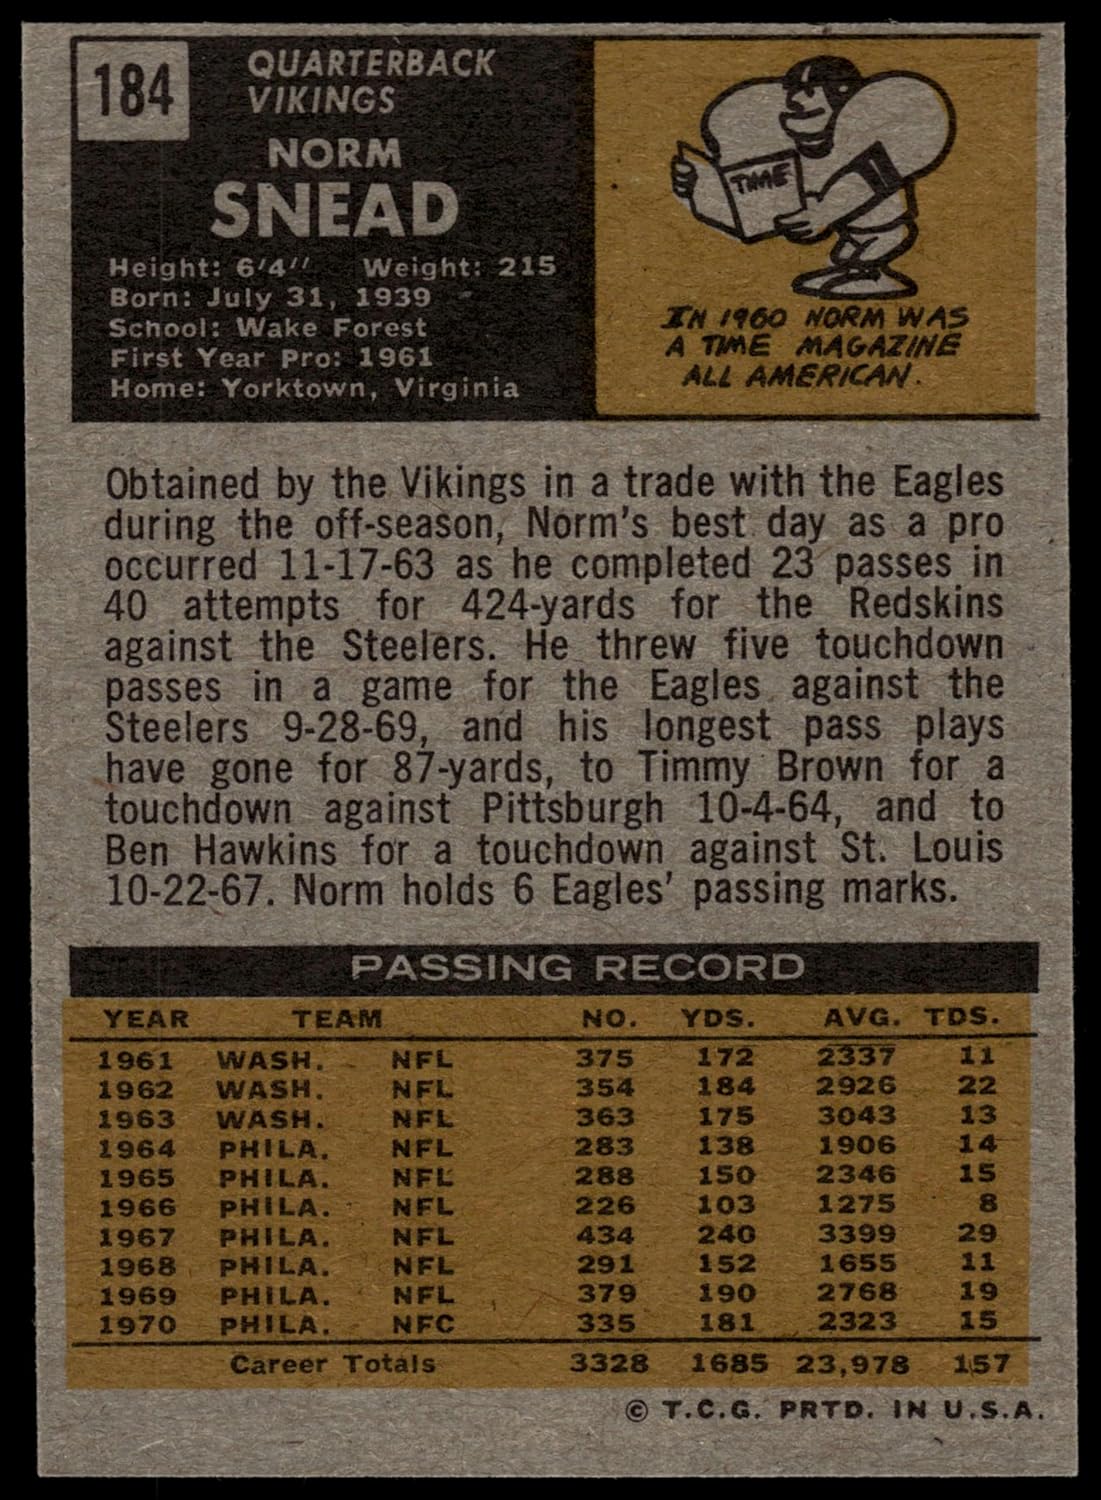 184
QUARTERBACK
VIKINGS
NORM
SNEAD
Height: 6'4'' Weight: 215
Born: July 31, 1939
School: Wake Forest
First Year Pro: 1961
Home: Yorktown, Virginia
TIME
IN 1960 NORM WAS
A TIME MAGAZINE
ALL AMERICAN.
Obtained by the Vikings in a trade with the Eagles
during the off-season, Norm's best day as a pro
occurred 11-17-63 as he completed 23 passes in
40 attempts for 424-yards for the Redskins
against the Steelers. He threw five touchdown
passes in a game for the Eagles against the
Steelers 9-28-69, and his longest pass plays
have gone for 87-yards, to Timmy Brown for a
touchdown against Pittsburgh 10-4-64, and to
Ben Hawkins for a touchdown against St. Louis
10-22-67. Norm holds 6 Eagles' passing marks.
PASSING RECORD
YEAR TEAM NO. YDS. AVG. TDS.
1961 WASH. NFL 375 172 2337 11
1962 WASH. NFL 354 184 2926 22
1963 WASH. NFL 363 175 3043 13
1964 PHILA. NFL 283 138 1906 14
1965 PHILA. NFL 288 150 2346 15
1966 PHILA. NFL 226 103 1275 8
1967 PHILA. NFL 434 240 3399 29
1968 PHILA. NFL 291 152 1655 11
1969 PHILA. NFL 379 190 2768 19
1970 PHILA. NFC 335 181 2323 15
Career Totals 3328 1685 23,978 157
© T.C.G. PRTD. IN U.S.A.